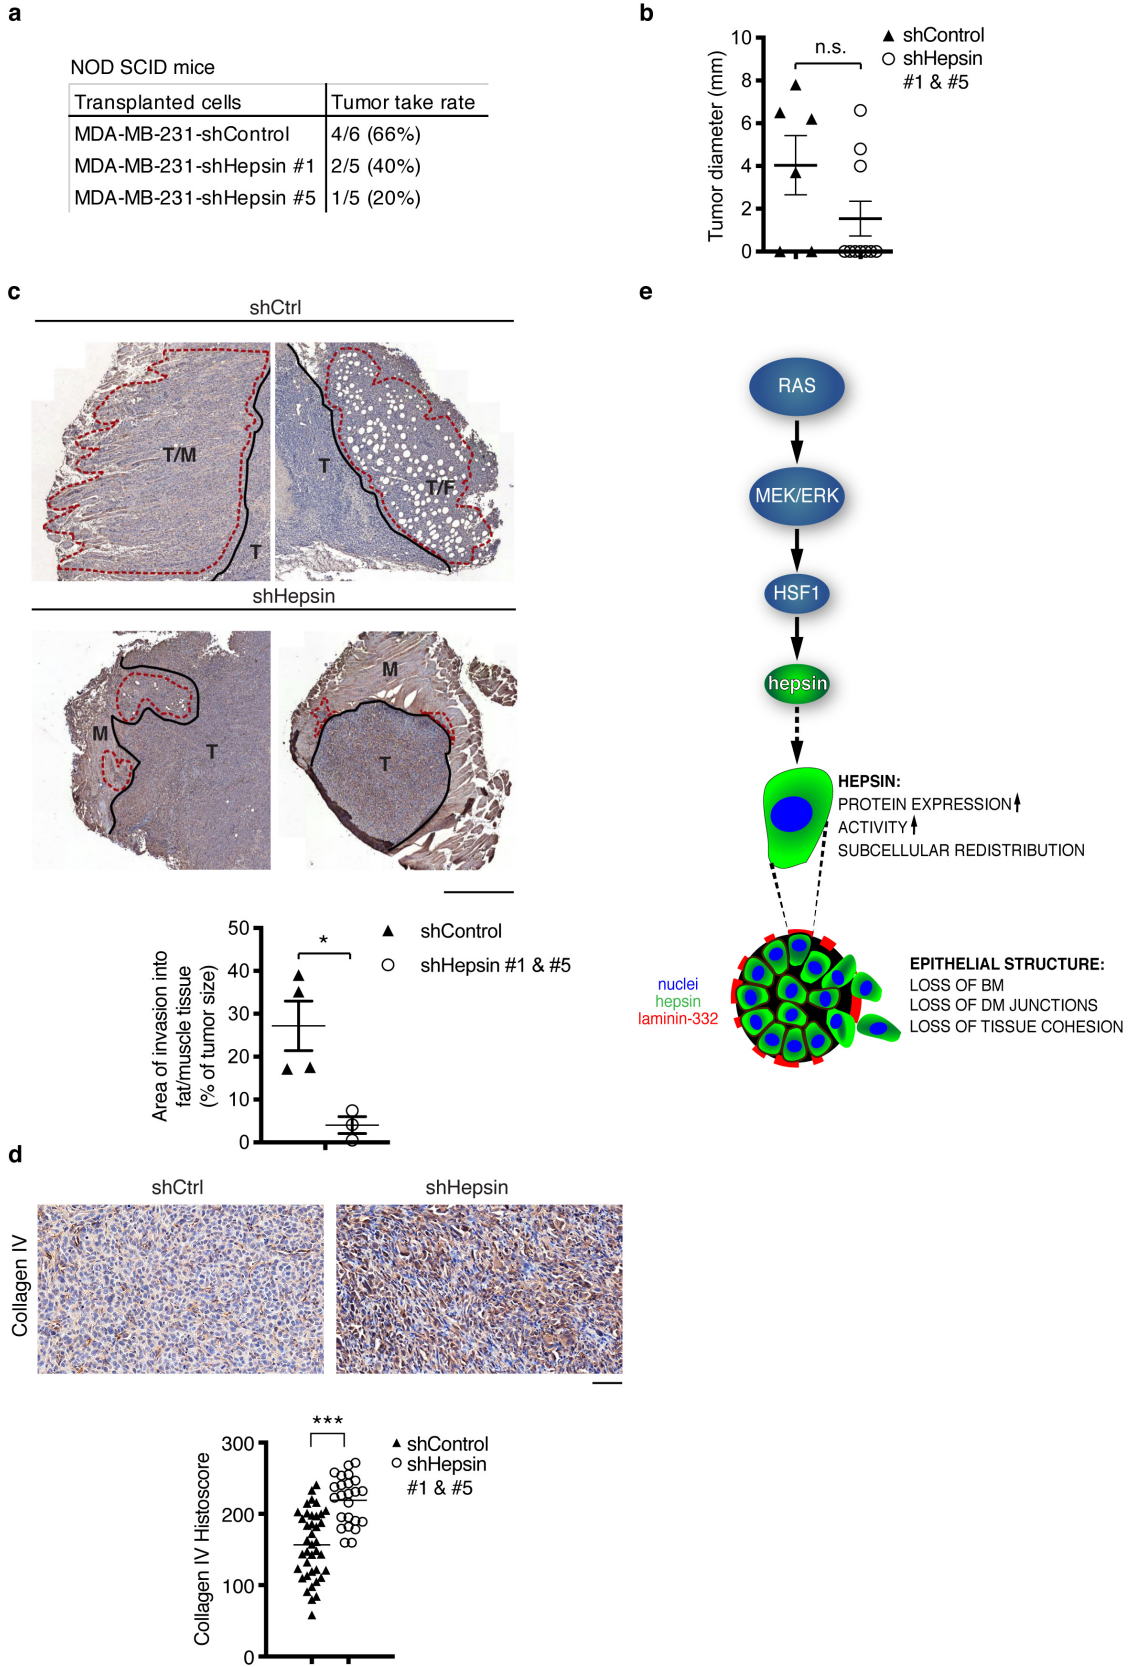 a
NOD SCID mice
Transplanted cells Tumor take rate
MDA-MB-231-shControl 4/6 (66%)
MDA-MB-231-shHepsin #1 2/5 (40%)
MDA-MB-231-shHepsin #5 1/5 (20%)
b
Tumor diameter (mm)
10
8
6
4
2
0
n.s.
shControl
shHepsin
#1 & #5
c
shCtrl
T/M
T
T
T/F
shHepsin
M
T
M
T
Area of invasion into
fat/muscle tissue
(% of tumor size)
50
40
30
20
10
0
*
shControl
shHepsin #1 & #5
d
shCtrl
shHepsin
Collagen IV
Collagen IV Histoscore
300
200
100
0
***
shControl
shHepsin
#1 & #5
e
RAS
MEK/ERK
HSF1
hepsin
HEPSIN:
PROTEIN EXPRESSION
ACTIVITY
SUBCELLULAR REDISTRIBUTION
nuclei
hepsin
laminin-332
EPITHELIAL STRUCTURE:
LOSS OF BM
LOSS OF DM JUNCTIONS
LOSS OF TISSUE COHESION